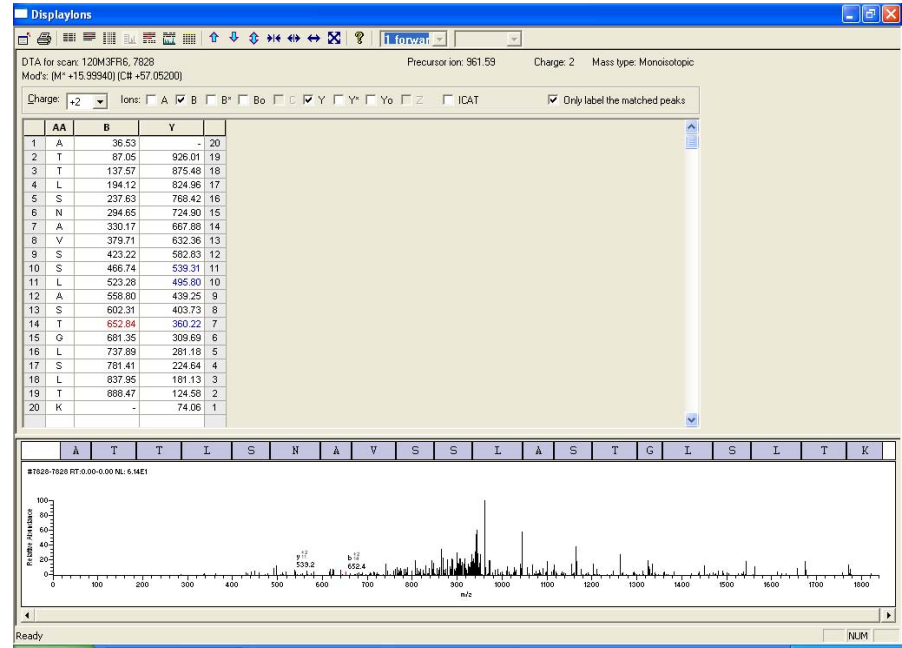 DisplayIons
1 forwar
DTA for scan: 120M3FR6, 7828 Precursor ion: 961.59 Charge: 2 Mass type: Monoisotopic
Mod's: (M* +15.99940) (C# +57.05200)
Charge: +2 Ions: A B B* Bo C Y Y* Yo Z ICAT Only label the matched peaks
AA B Y
1 A 36.53 - 20
2 T 87.05 926.01 19
3 T 137.57 875.48 18
4 L 194.12 824.96 17
5 S 237.63 768.42 16
6 N 294.65 724.90 15
7 A 330.17 667.88 14
8 V 379.71 632.36 13
9 S 423.22 582.83 12
10 S 466.74 539.31 11
11 L 523.28 495.80 10
12 A 558.80 439.25 9
13 S 602.31 403.73 8
14 T 652.84 360.22 7
15 G 681.35 309.69 6
16 L 737.89 281.18 5
17 S 781.41 224.64 4
18 L 837.95 181.13 3
19 T 888.47 124.58 2
20 K - 74.06 1
A T T L S N A V S S L A S T G L S L T K
#7828-7828 RT:0.00-0.00 NL: 6.14E1
Relative Abundance
100
80
60
40
20
0
539.2
652.4
0 100 200 300 400 500 600 700 800 900 1000 1100 1200 1300 1400 1500 1600 1700 1800
m/z
Ready NUM